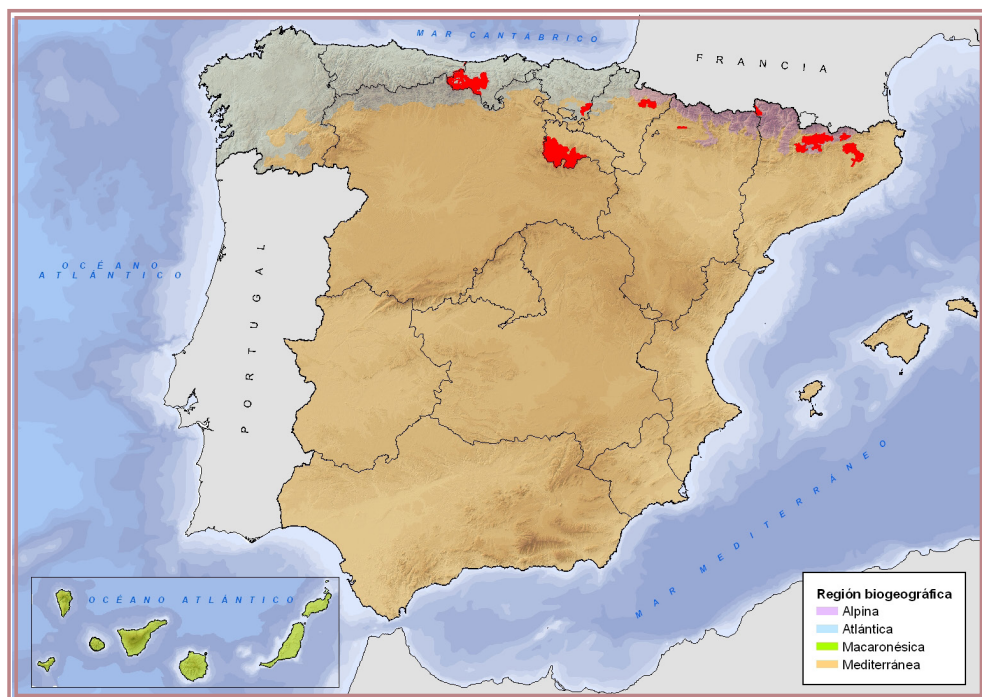 MAR CANTÁBRICO
FRANCIA
OCÉANO
ATLÁNTICO
PORTUGAL
MAR MEDITERRÁNEO
OCÉANO ATLÁNTICO
Región biogeográfica
Alpina
Atlántica
Macaronésica
Mediterránea